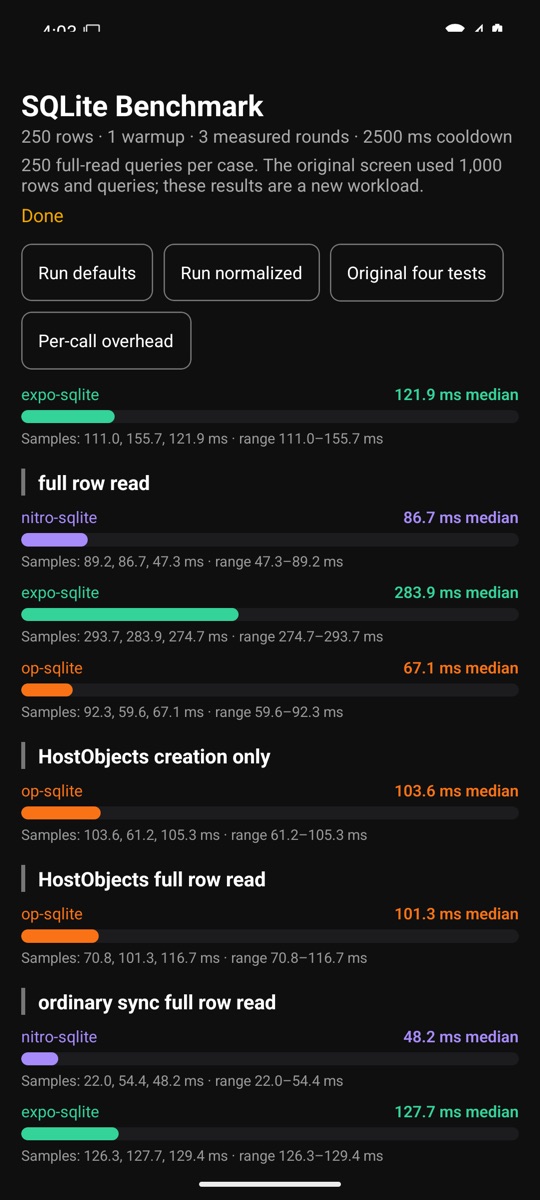 4:03
SQLite Benchmark
250 rows · 1 warmup · 3 measured rounds · 2500 ms cooldown
250 full-read queries per case. The original screen used 1,000
rows and queries; these results are a new workload.
Done
Run defaults
Run normalized
Original four tests
Per-call overhead
expo-sqlite 121.9 ms median
Samples: 111.0, 155.7, 121.9 ms · range 111.0–155.7 ms
full row read
nitro-sqlite 86.7 ms median
Samples: 89.2, 86.7, 47.3 ms · range 47.3–89.2 ms
expo-sqlite 283.9 ms median
Samples: 293.7, 283.9, 274.7 ms · range 274.7–293.7 ms
op-sqlite 67.1 ms median
Samples: 92.3, 59.6, 67.1 ms · range 59.6–92.3 ms
HostObjects creation only
op-sqlite 103.6 ms median
Samples: 103.6, 61.2, 105.3 ms · range 61.2–105.3 ms
HostObjects full row read
op-sqlite 101.3 ms median
Samples: 70.8, 101.3, 116.7 ms · range 70.8–116.7 ms
ordinary sync full row read
nitro-sqlite 48.2 ms median
Samples: 22.0, 54.4, 48.2 ms · range 22.0–54.4 ms
expo-sqlite 127.7 ms median
Samples: 126.3, 127.7, 129.4 ms · range 126.3–129.4 ms